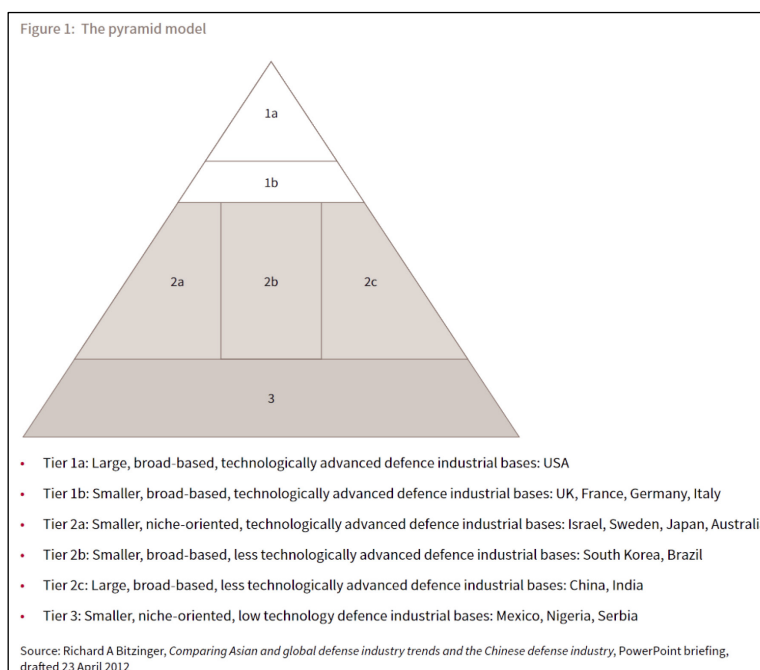 Figure 1: The pyramid model
1a
1b
2a 2b 2c
3
• Tier 1a: Large, broad-based, technologically advanced defence industrial bases: USA
• Tier 1b: Smaller, broad-based, technologically advanced defence industrial bases: UK, France, Germany, Italy
• Tier 2a: Smaller, niche-oriented, technologically advanced defence industrial bases: Israel, Sweden, Japan, Australi
• Tier 2b: Smaller, broad-based, less technologically advanced defence industrial bases: South Korea, Brazil
• Tier 2c: Large, broad-based, less technologically advanced defence industrial bases: China, India
• Tier 3: Smaller, niche-oriented, low technology defence industrial bases: Mexico, Nigeria, Serbia
Source: Richard A Bitzinger, Comparing Asian and global defense industry trends and the Chinese defense industry, PowerPoint briefing,
drafted 23 April 2012